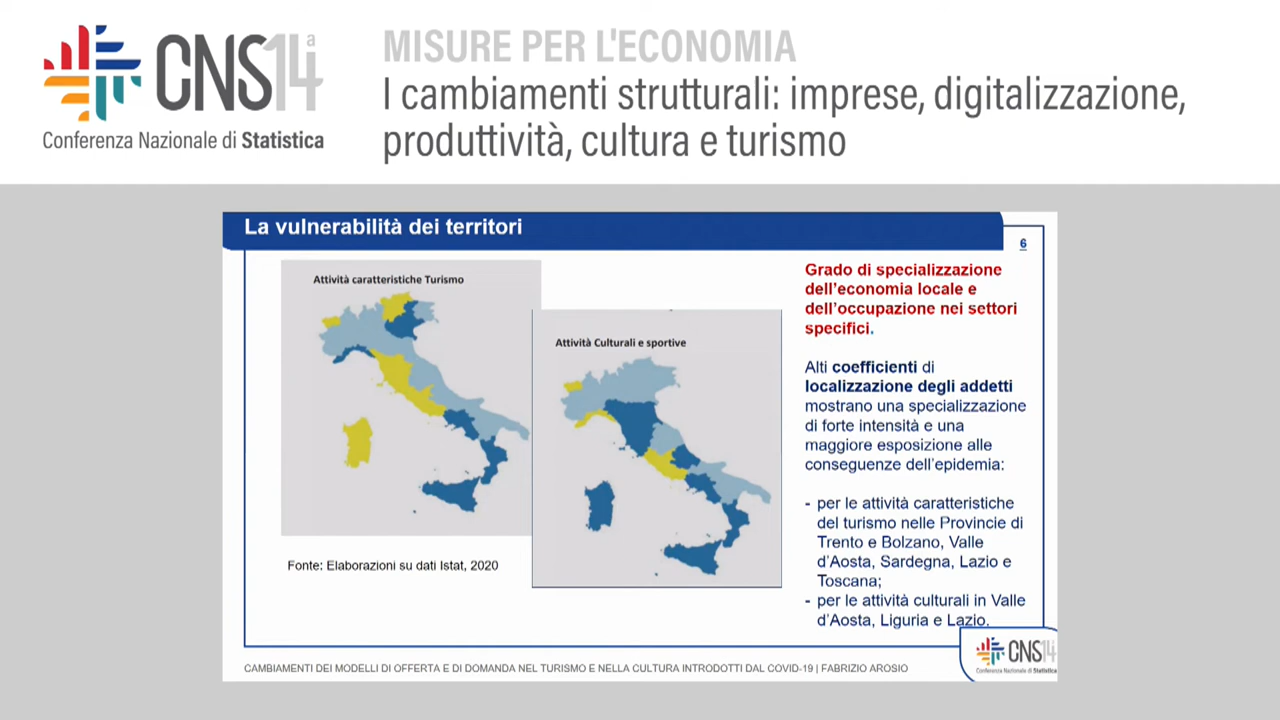 CNS14ª
Conferenza Nazionale di Statistica
MISURE PER L'ECONOMIA
I cambiamenti strutturali: imprese, digitalizzazione,
produttività, cultura e turismo
La vulnerabilità dei territori
6
Attività caratteristiche Turismo
Attività Culturali e sportive
Fonte: Elaborazioni su dati Istat, 2020
Grado di specializzazione
dell'economia locale e
dell'occupazione nei settori
specifici.
Alti coefficienti di
localizzazione degli addetti
mostrano una specializzazione
di forte intensità e una
maggiore esposizione alle
conseguenze dell'epidemia:
- per le attività caratteristiche
del turismo nelle Provincie di
Trento e Bolzano, Valle
d'Aosta, Sardegna, Lazio e
Toscana;
- per le attività culturali in Valle
d'Aosta, Liguria e Lazio.
CAMBIAMENTI DEI MODELLI DI OFFERTA E DI DOMANDA NEL TURISMO E NELLA CULTURA INTRODOTTI DAL COVID-19 | FABRIZIO AROSIO
CNS14
Conferenza Nazionale di Statistica